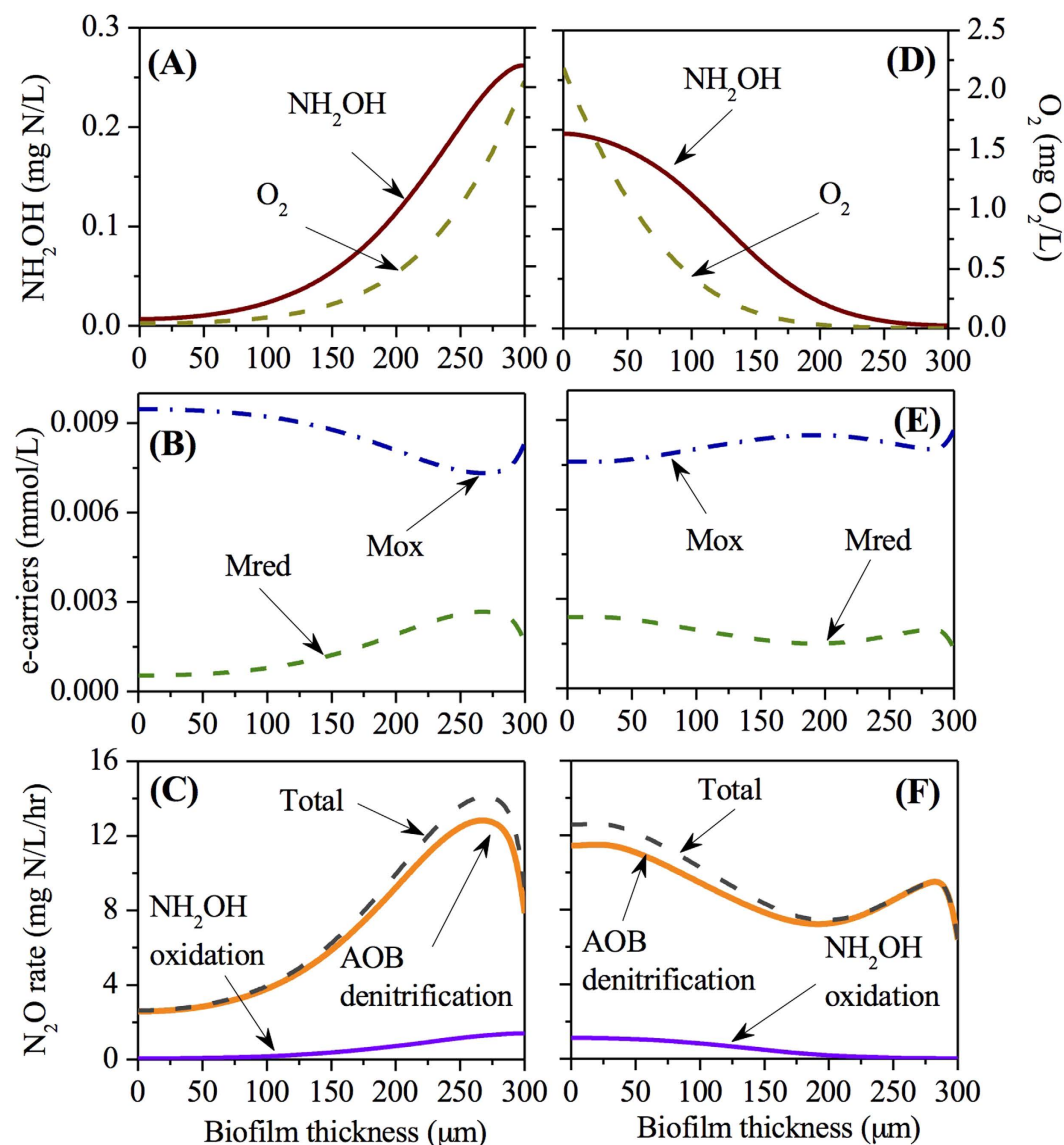 (A)
NH₂OH (mg N/L)
0.3
0.2
0.1
0.0
NH₂OH
O₂
0 50 100 150 200 250 300
(D)
NH₂OH
O₂
2.5
2.0
1.5
1.0
0.5
0.0
O₂ (mg O₂/L)
0 50 100 150 200 250 300
(B)
e-carriers (mmol/L)
0.009
0.006
0.003
0.000
Mox
Mred
0 50 100 150 200 250 300
(E)
Mox
Mred
0 50 100 150 200 250 300
(C)
N₂O rate (mg N/L/hr)
16
12
8
4
0
Total
NH₂OH
oxidation
AOB
denitrification
0 50 100 150 200 250 300
Biofilm thickness (μm)
(F)
Total
AOB
denitrification
NH₂OH
oxidation
0 50 100 150 200 250 300
Biofilm thickness (μm)